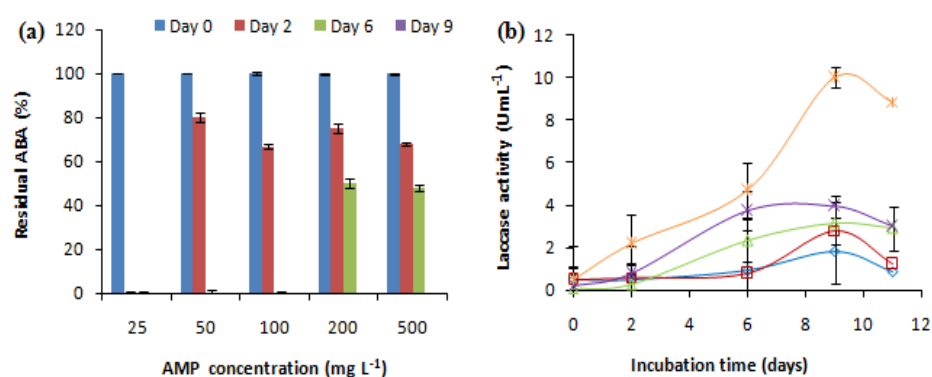 (a)
Day 0 Day 2 Day 6 Day 9
120
100
80
60
40
20
0
Residual ABA (%)
25 50 100 200 500
AMP concentration (mg L⁻¹)
(b)
12
10
8
6
4
2
0
Laccase activity (UmL⁻¹)
0 2 4 6 8 10 12
Incubation time (days)